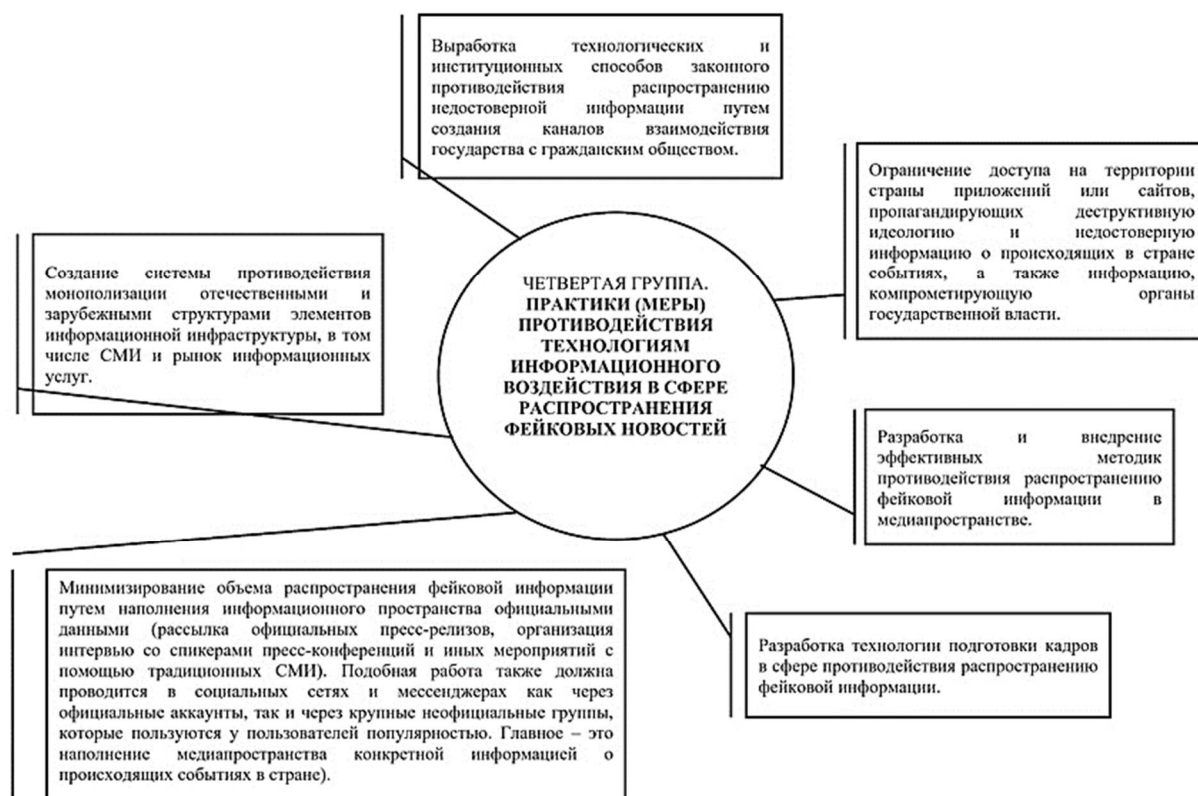 Выработка технологических и
институционных способов законного
противодействия распространению
недостоверной информации путем
создания каналов взаимодействия
государства с гражданским обществом.
Ограничение доступа на территории
страны приложений или сайтов,
пропагандирующих деструктивную
идеологию и недостоверную
информацию о происходящих в стране
событиях, а также информацию,
компрометирующую органы
государственной власти.
Создание системы противодействия
монополизации отечественными и
зарубежными структурами элементов
информационной инфраструктуры, в том
числе СМИ и рынок информационных
услуг.
ЧЕТВЕРТАЯ ГРУППА.
ПРАКТИКИ (МЕРЫ)
ПРОТИВОДЕЙСТВИЯ
ТЕХНОЛОГИЯМ
ИНФОРМАЦИОННОГО
ВОЗДЕЙСТВИЯ В СФЕРЕ
РАСПРОСТРАНЕНИЯ
ФЕЙКОВЫХ НОВОСТЕЙ
Разработка и внедрение
эффективных методик
противодействия распространению
фейковой информации в
медиапространстве.
Минимизирование объема распространения фейковой информации
путем наполнения информационного пространства официальными
данными (рассылка официальных пресс-релизов, организация
интервью со спикерами пресс-конференций и иных мероприятий с
помощью традиционных СМИ). Подобная работа также должна
проводится в социальных сетях и мессенджерах как через
официальные аккаунты, так и через крупные неофициальные группы,
которые пользуются у пользователей популярностью. Главное – это
наполнение медиапространства конкретной информацией о
происходящих событиях в стране).
Разработка технологии подготовки кадров
в сфере противодействия распространению
фейковой информации.